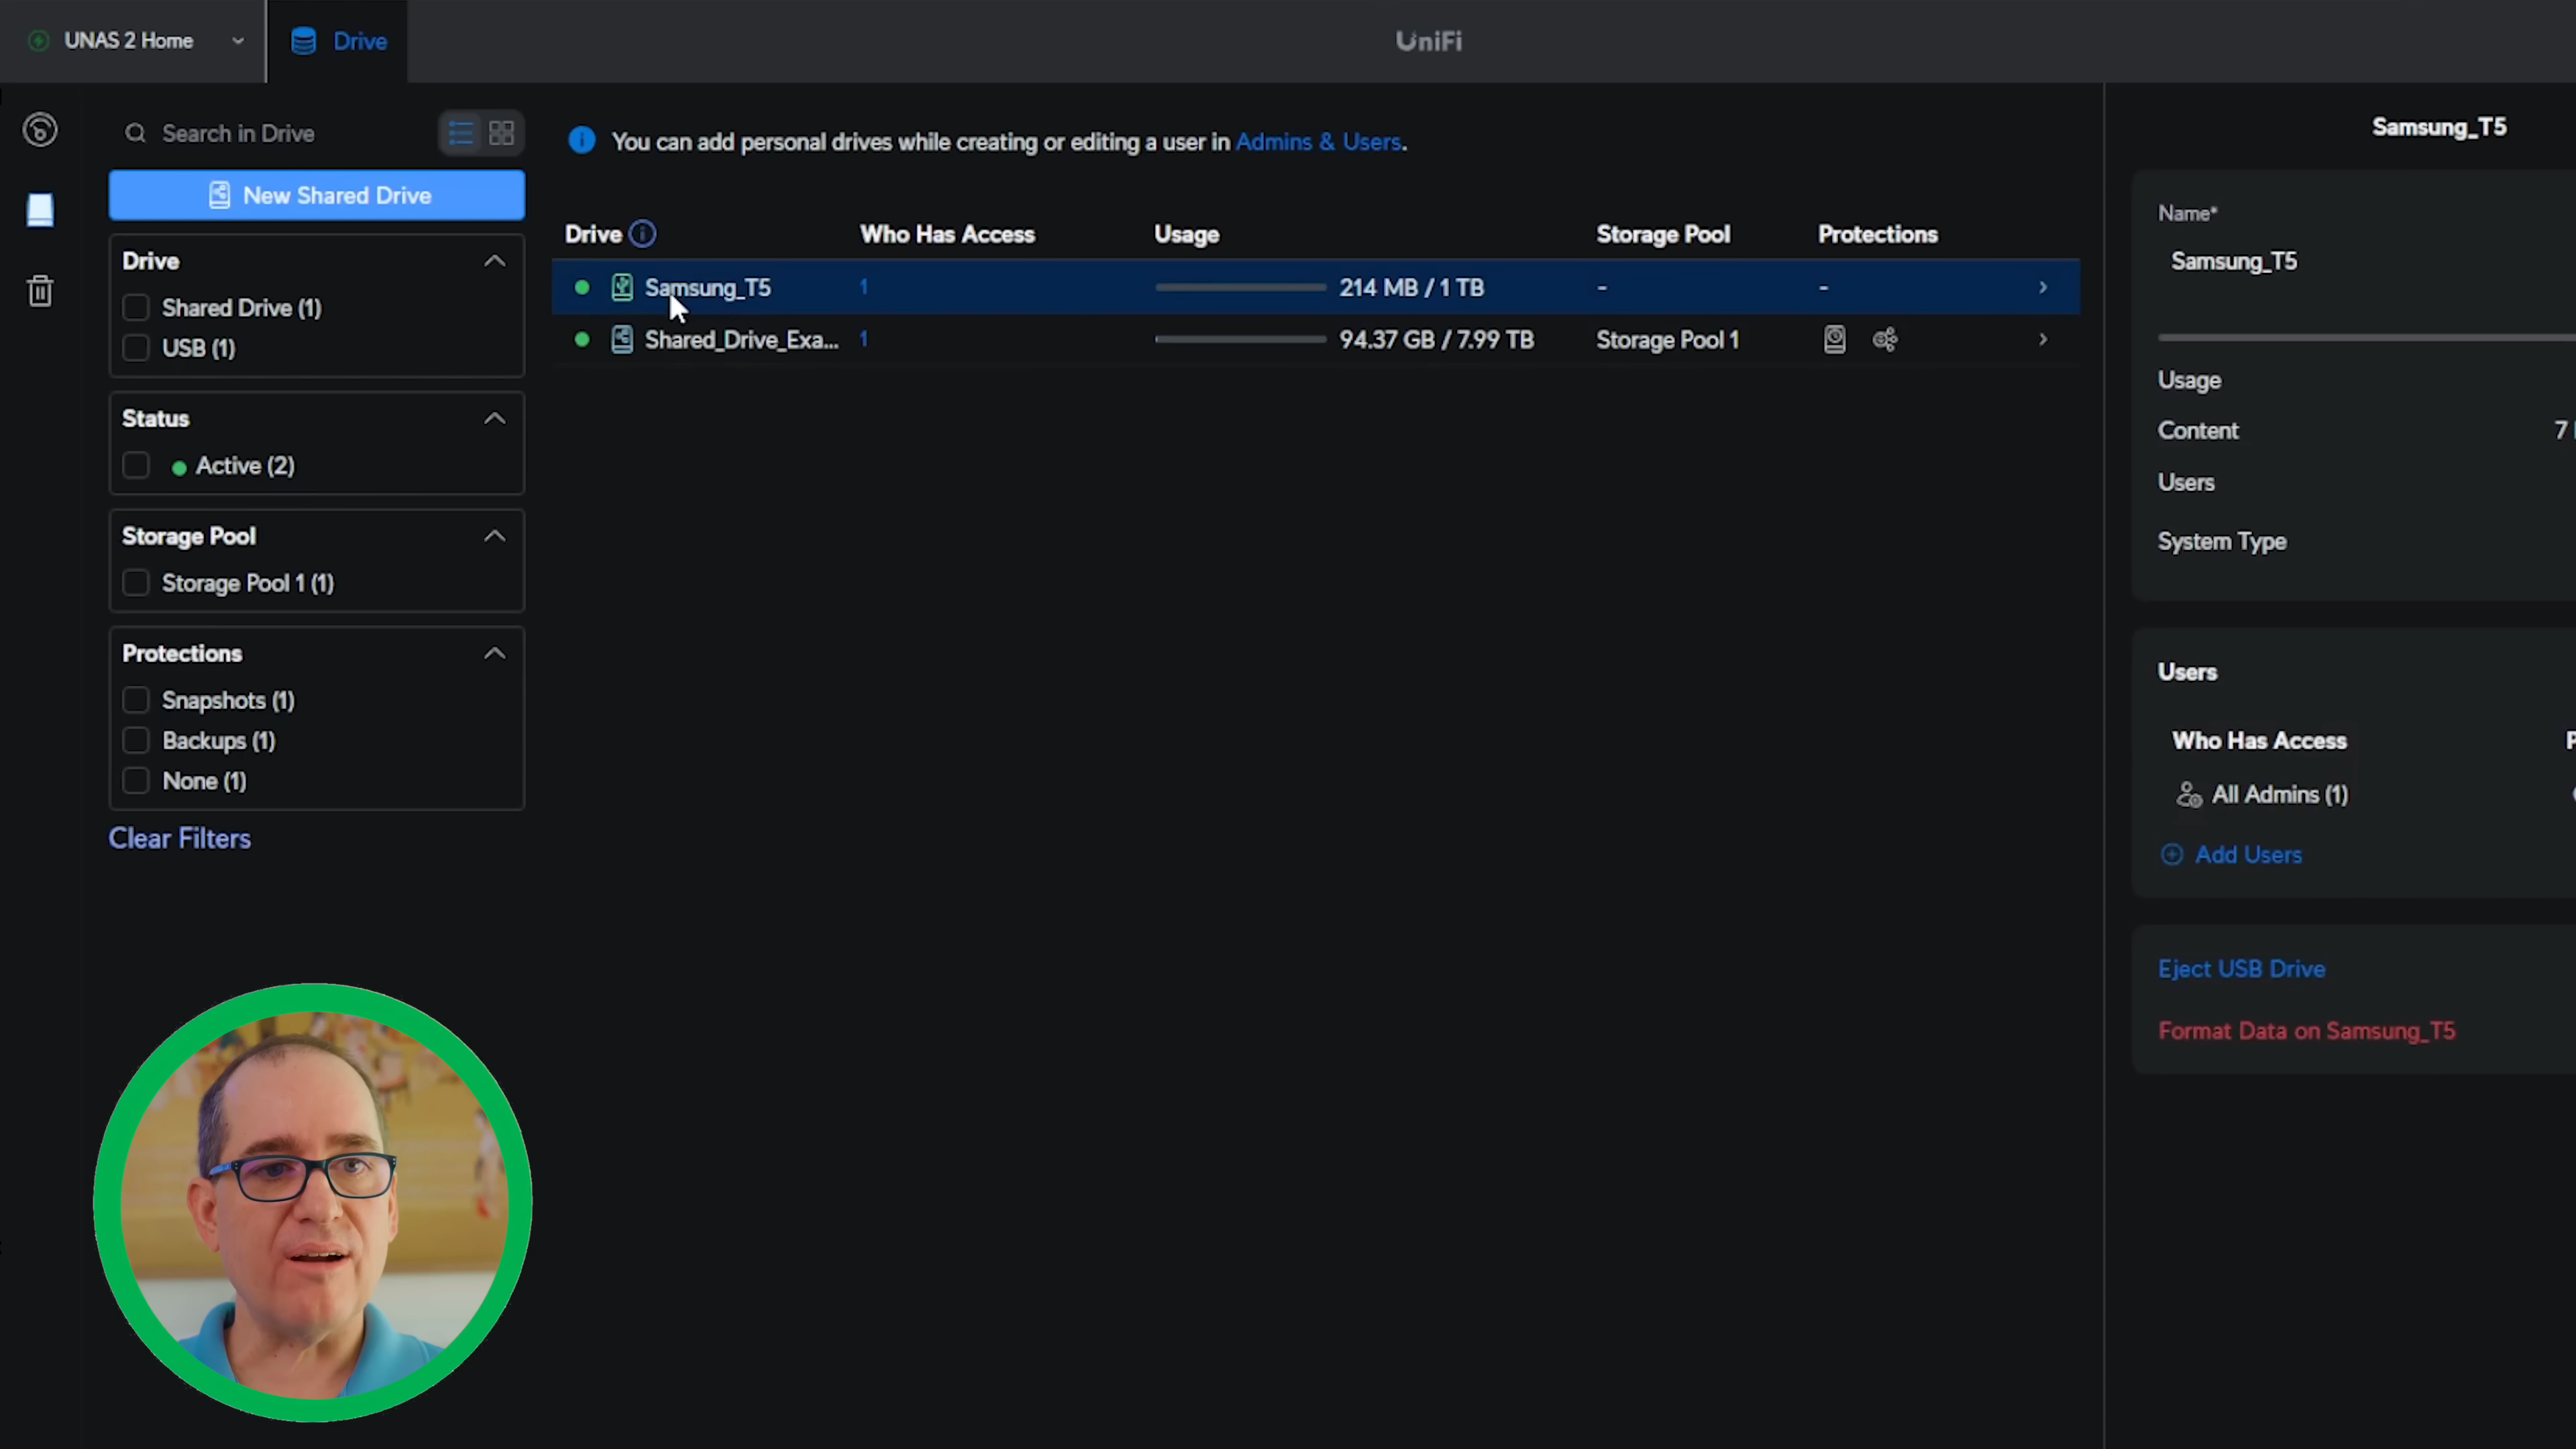 UNAS 2 Home
Drive
UniFi
Search in Drive
New Shared Drive
Drive
Shared Drive (1)
USB (1)
Status
Active (2)
Storage Pool
Storage Pool 1 (1)
Protections
Snapshots (1)
Backups (1)
None (1)
Clear Filters
You can add personal drives while creating or editing a user in Admins & Users.
Drive Who Has Access Usage Storage Pool Protections
Samsung_T5 1 214 MB / 1 TB - -
Shared_Drive_Exa... 1 94.37 GB / 7.99 TB Storage Pool 1
Samsung_T5
Name*
Samsung_T5
Usage
Content 7
Users
System Type
Users
Who Has Access
All Admins (1)
Add Users
Eject USB Drive
Format Data on Samsung_T5